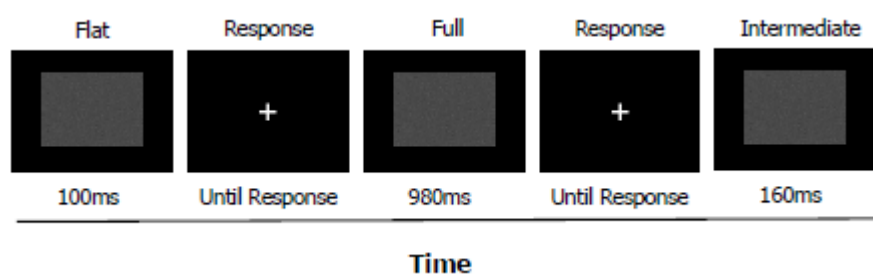 Flat Response Full Response Intermediate
100ms Until Response 980ms Until Response 160ms
Time